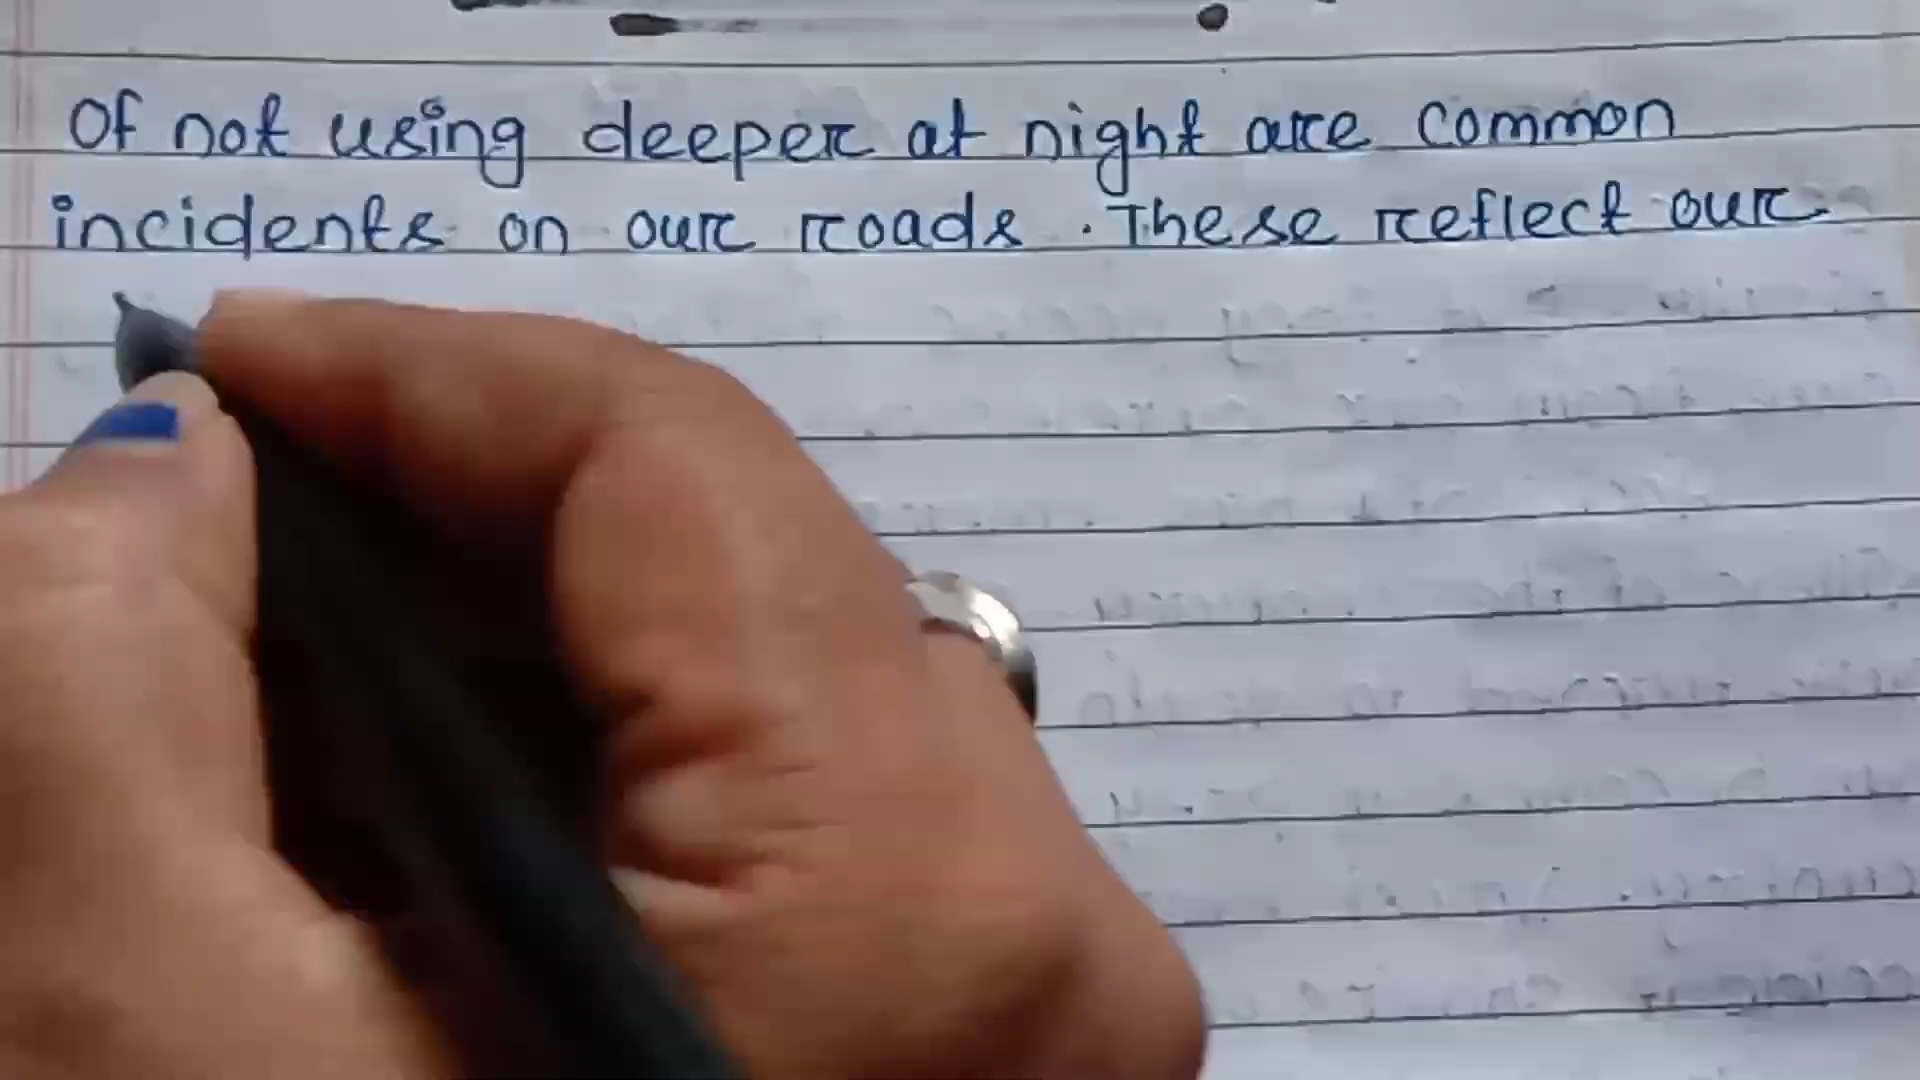 Of not using deeper at night are common
incidents on our roads. These reflect our